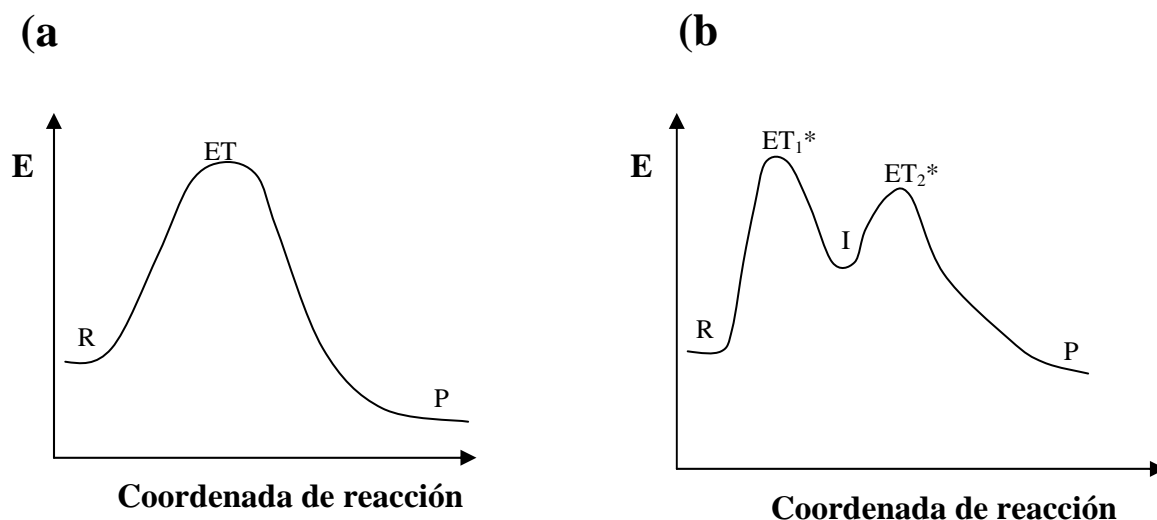 (a
E
ET
R
P
Coordenada de reacción
(b
E
ET₁*
ET₂*
I
R
P
Coordenada de reacción